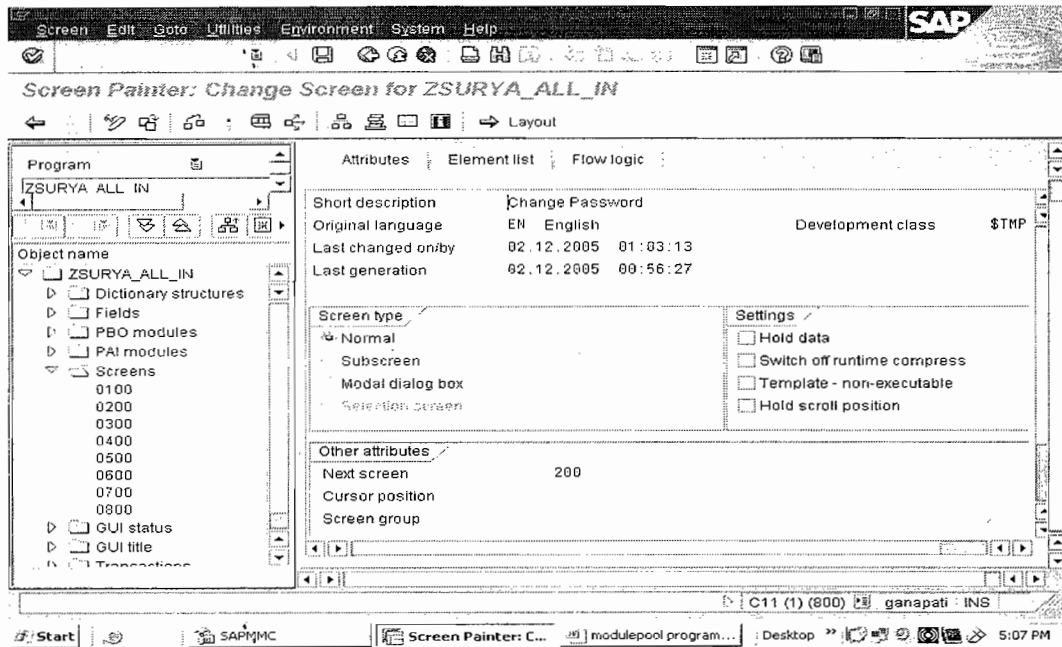 Screen Edit Goto Utilities Environment System Help
SAP
Screen Painter: Change Screen for ZSURYA_ALL_IN
Layout
Program
ZSURYA_ALL_IN
Object name
ZSURYA_ALL_IN
Dictionary structures
Fields
PBO modules
PAI modules
Screens
0100
0200
0300
0400
0500
0600
0700
0800
GUI status
GUI title
Transactions
Attributes Element list Flow logic
Short description Change Password
Original language EN English Development class $TMP
Last changed on/by 02.12.2005 01:03:13
Last generation 02.12.2005 00:56:27
Screen type
Normal
Subscreen
Modal dialog box
Selection screen
Settings
Hold data
Switch off runtime compress
Template - non-executable
Hold scroll position
Other attributes
Next screen 200
Cursor position
Screen group
C11 (1) (800) ganapati INS
Start SAPMMC Screen Painter: C... modulepool program... Desktop » 5:07 PM